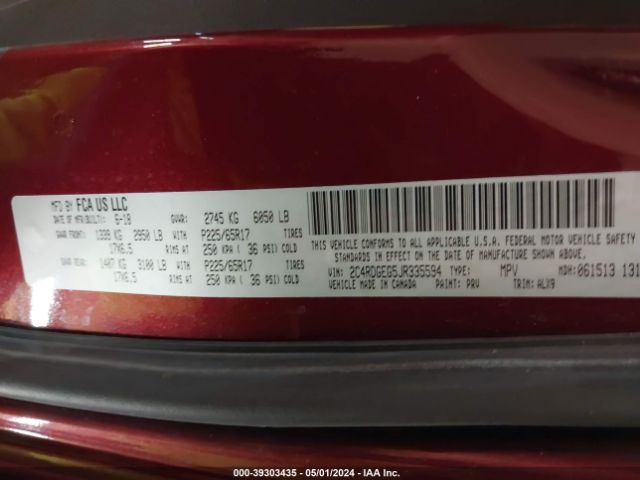 MFD BY FCA US LLC
DATE OF MFR(BUILT): 6-18 GVWR: 2745 KG 6050 LB
GAWR FRONT: 1339 KG 2950 LB WITH P225/65R17 TIRES
17X6.5 RIMS AT 250 KPA ( 36 PSI) COLD
GAWR REAR: 1407 KG 3100 LB WITH P225/65R17 TIRES
17X6.5 RIMS AT 250 KPA ( 36 PSI) COLD
THIS VEHICLE CONFORMS TO ALL APPLICABLE U.S.A. FEDERAL MOTOR VEHICLE SAFETY
STANDARDS IN EFFECT ON THE DATE OF MANUFACTURE SHOWN ABOVE.
VIN: 2C4RDGEG5JR335594 TYPE: MPV MDH: 061513 131
VEHICLE MADE IN CANADA PAINT: PRV TRIM: ALX9
000-39303435 - 05/01/2024 - IAA Inc.